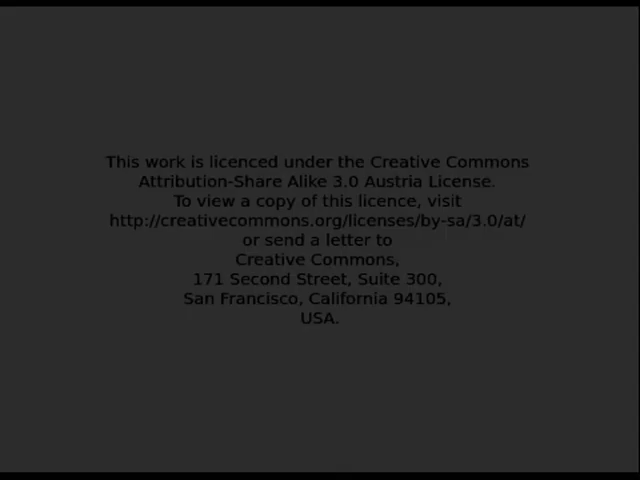 This work is licenced under the Creative Commons
Attribution-Share Alike 3.0 Austria License.
To view a copy of this licence, visit
http://creativecommons.org/licenses/by-sa/3.0/at/
or send a letter to
Creative Commons,
171 Second Street, Suite 300,
San Francisco, California 94105,
USA.